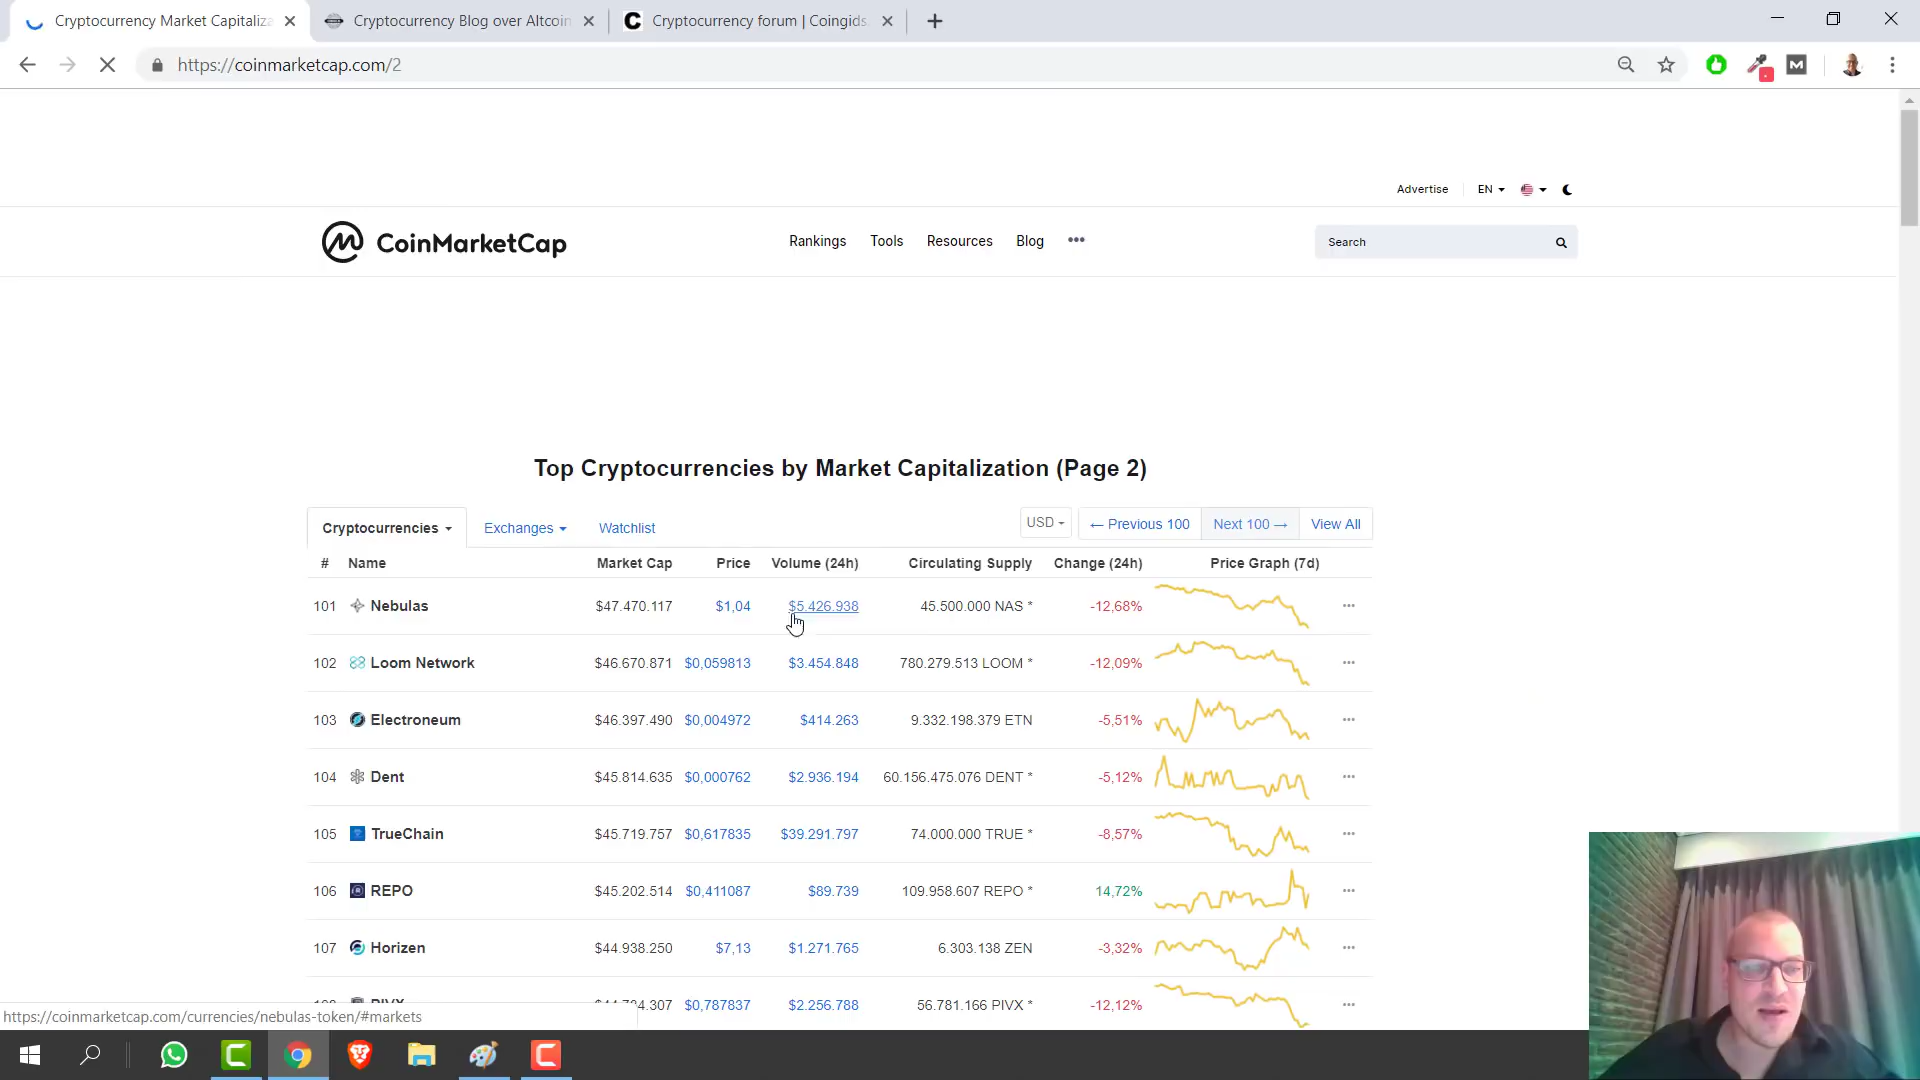 Cryptocurrency Market Capitaliza
Cryptocurrency Blog over Altcoin
Cryptocurrency forum | Coingids
https://coinmarketcap.com/2
Advertise
EN
CoinMarketCap
Rankings
Tools
Resources
Blog
Search
Top Cryptocurrencies by Market Capitalization (Page 2)
Cryptocurrencies
Exchanges
Watchlist
USD
← Previous 100
Next 100 →
View All
# Name Market Cap Price Volume (24h) Circulating Supply Change (24h) Price Graph (7d)
101 Nebulas $47.470.117 $1,04 $5.426.938 45.500.000 NAS * -12,68%
102 Loom Network $46.670.871 $0,059813 $3.454.848 780.279.513 LOOM * -12,09%
103 Electroneum $46.397.490 $0,004972 $414.263 9.332.198.379 ETN -5,51%
104 Dent $45.814.635 $0,000762 $2.936.194 60.156.475.076 DENT * -5,12%
105 TrueChain $45.719.757 $0,617835 $39.291.797 74.000.000 TRUE * -8,57%
106 REPO $45.202.514 $0,411087 $89.739 109.958.607 REPO * 14,72%
107 Horizen $44.938.250 $7,13 $1.271.765 6.303.138 ZEN -3,32%
PIVX $0,787837 $2.256.788 56.781.166 PIVX * -12,12%
https://coinmarketcap.com/currencies/nebulas-token/#markets